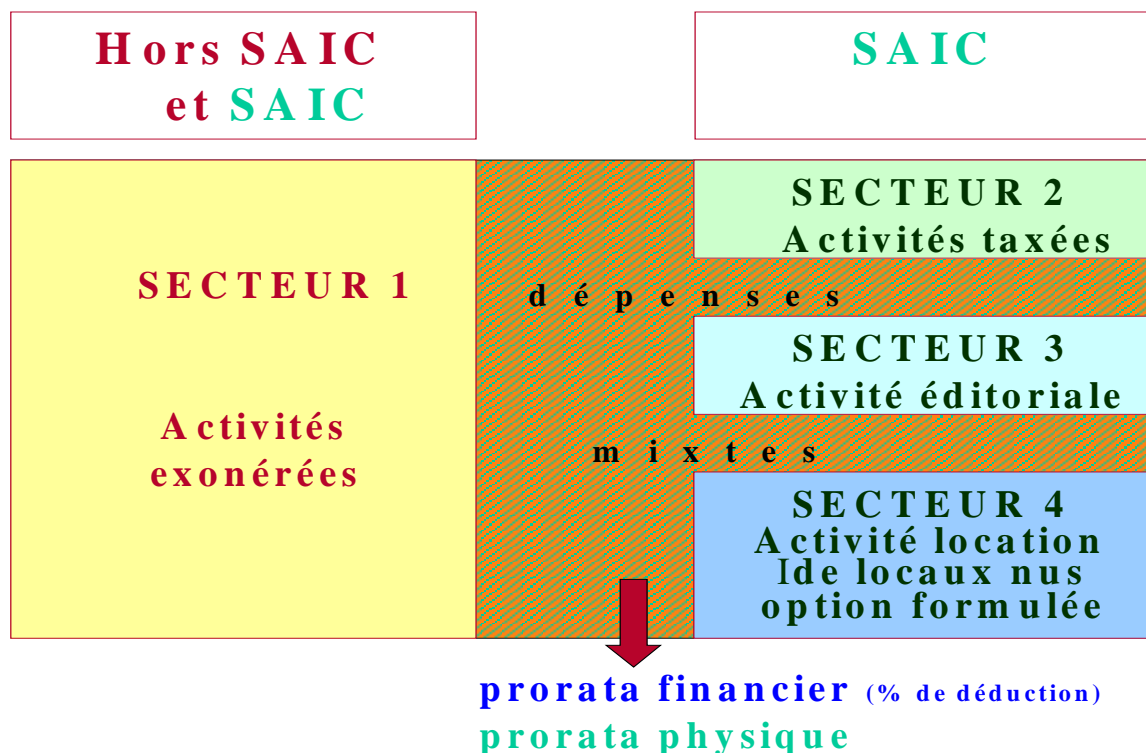 Hors SAIC
et SAIC
SAIC
SECTEUR 1
Activités
exonérées
dépenses
mixtes
SECTEUR 2
Activités taxées
SECTEUR 3
Activité éditoriale
SECTEUR 4
Activité location
Ide locaux nus
option formulée
prorata financier (% de déduction)
prorata physique